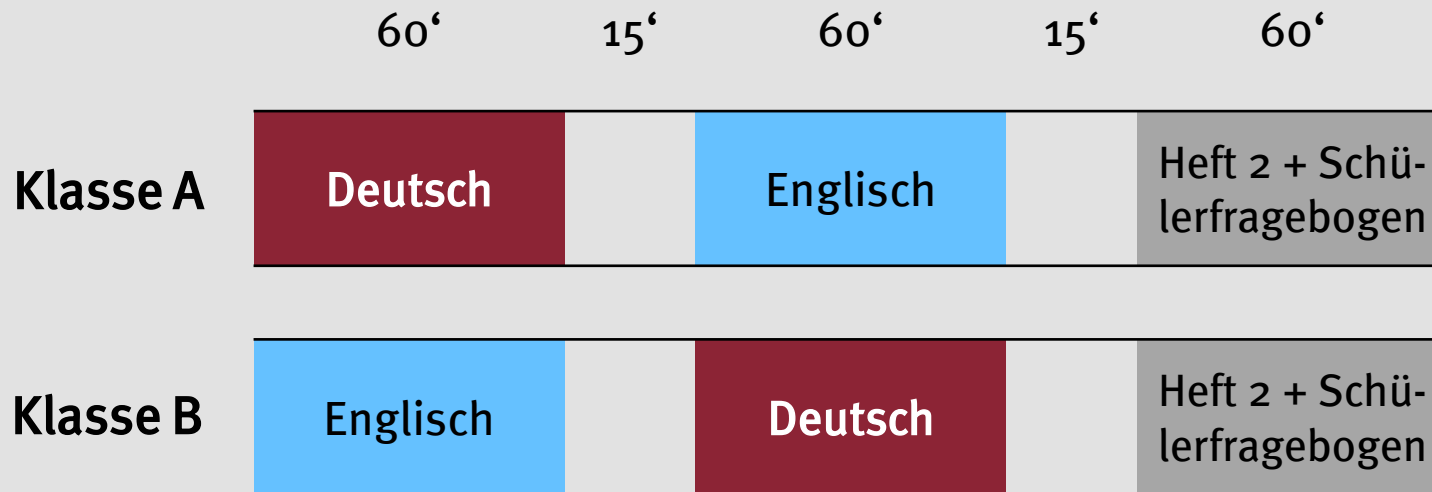 60‘ 15‘ 60‘ 15‘ 60‘
Klasse A Deutsch Englisch Heft 2 + Schü-
lerfragebogen
Klasse B Englisch Deutsch Heft 2 + Schü-
lerfragebogen